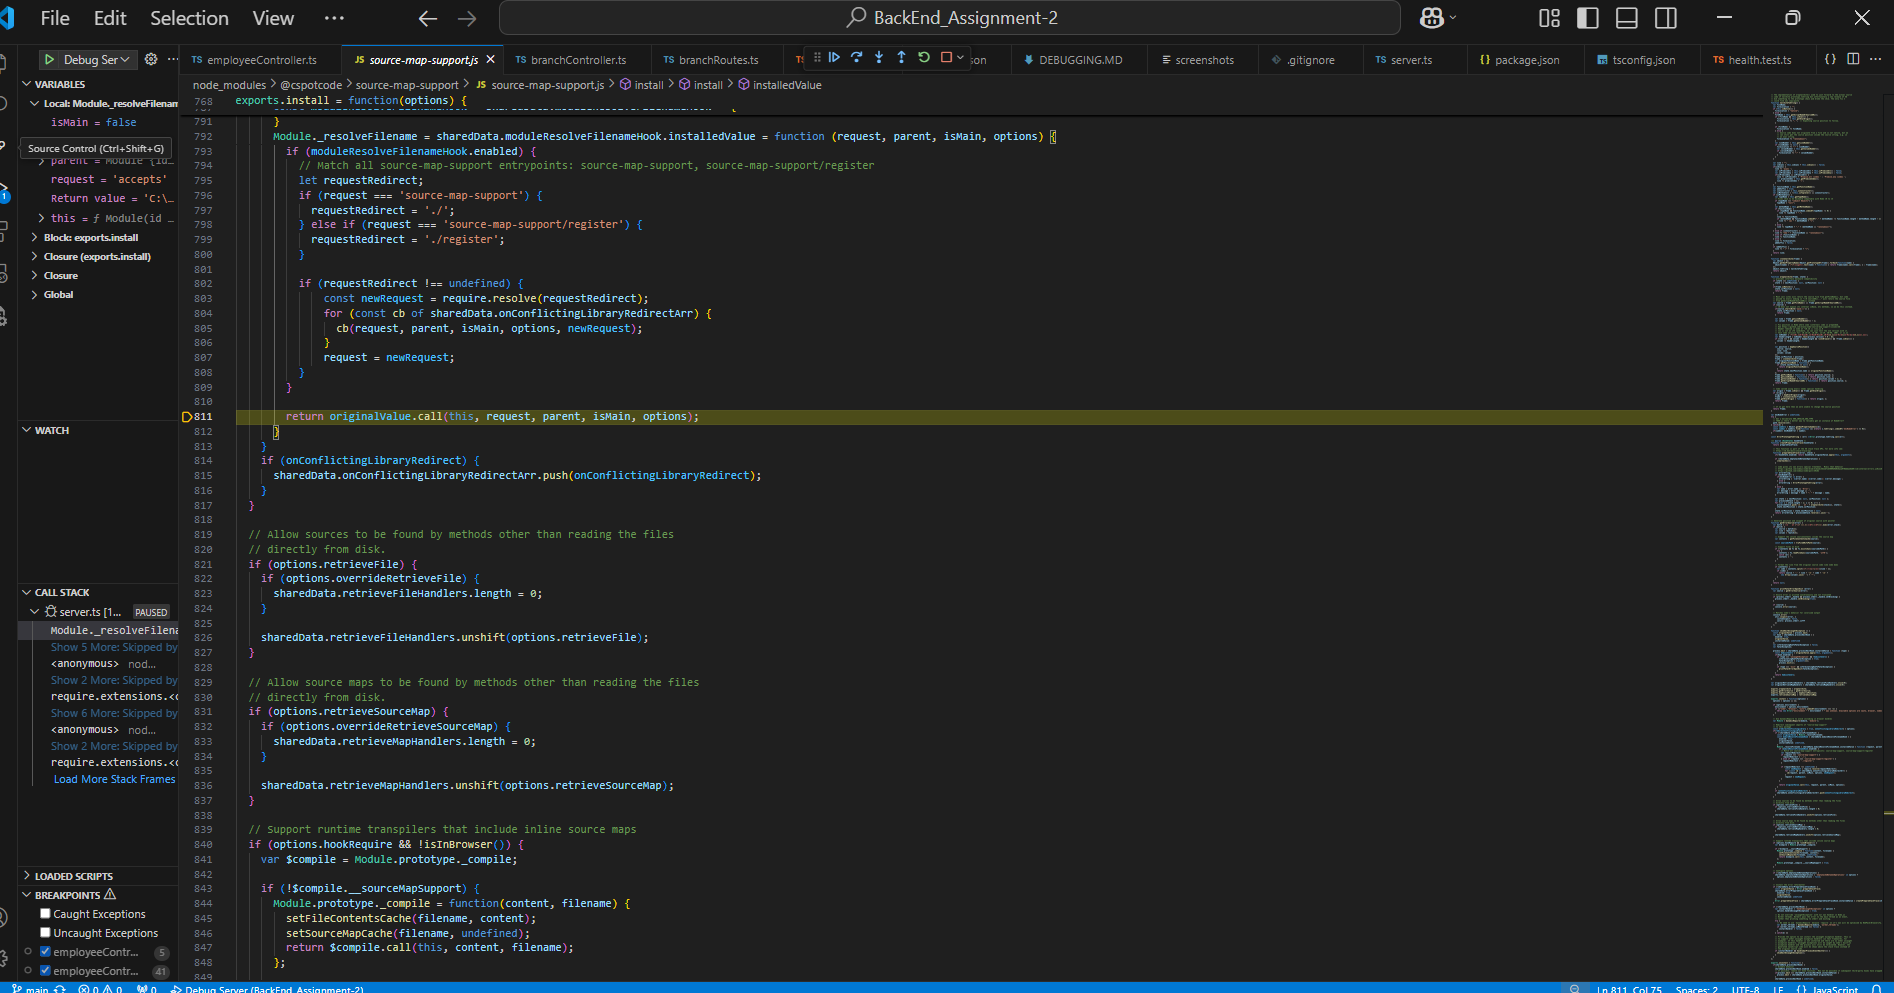 File Edit Selection View ··· BackEnd_Assignment-2
Debug Ser
TS employeeController.ts
JS source-map-support.js
TS branchController.ts
TS branchRoutes.ts
DEBUGGING.MD
screenshots
.gitignore
TS server.ts
{} package.json
tsconfig.json
TS health.test.ts
node_modules > @cspotcode > source-map-support > JS source-map-support.js > install > install > installedValue
VARIABLES
Local: Module._resolveFilenam
isMain = false
Source Control (Ctrl+Shift+G)
parent = Module {id…
request = 'accepts'
Return value = 'C:\…
this = ƒ Module(id …
Block: exports.install
Closure (exports.install)
Closure
Global
WATCH
CALL STACK
server.ts [1... PAUSED
Module._resolveFilena
Show 5 More: Skipped by
<anonymous> nod...
Show 2 More: Skipped by
require.extensions.<c
Show 6 More: Skipped by
<anonymous> nod...
Show 2 More: Skipped by
require.extensions.<c
Load More Stack Frames
LOADED SCRIPTS
BREAKPOINTS
Caught Exceptions
Uncaught Exceptions
employeeContr... 5
employeeContr... 41
768 exports.install = function(options) {
791 }
792 Module._resolveFilename = sharedData.moduleResolveFilenameHook.installedValue = function (request, parent, isMain, options) {
793 if (moduleResolveFilenameHook.enabled) {
794 // Match all source-map-support entrypoints: source-map-support, source-map-support/register
795 let requestRedirect;
796 if (request === 'source-map-support') {
797 requestRedirect = './';
798 } else if (request === 'source-map-support/register') {
799 requestRedirect = './register';
800 }
801
802 if (requestRedirect !== undefined) {
803 const newRequest = require.resolve(requestRedirect);
804 for (const cb of sharedData.onConflictingLibraryRedirectArr) {
805 cb(request, parent, isMain, options, newRequest);
806 }
807 request = newRequest;
808 }
809 }
810
811 return originalValue.call(this, request, parent, isMain, options);
812 }
813 }
814 if (onConflictingLibraryRedirect) {
815 sharedData.onConflictingLibraryRedirectArr.push(onConflictingLibraryRedirect);
816 }
817 }
818
819 // Allow sources to be found by methods other than reading the files
820 // directly from disk.
821 if (options.retrieveFile) {
822 if (options.overrideRetrieveFile) {
823 sharedData.retrieveFileHandlers.length = 0;
824 }
825
826 sharedData.retrieveFileHandlers.unshift(options.retrieveFile);
827 }
828
829 // Allow source maps to be found by methods other than reading the files
830 // directly from disk.
831 if (options.retrieveSourceMap) {
832 if (options.overrideRetrieveSourceMap) {
833 sharedData.retrieveMapHandlers.length = 0;
834 }
835
836 sharedData.retrieveMapHandlers.unshift(options.retrieveSourceMap);
837 }
838
839 // Support runtime transpilers that include inline source maps
840 if (options.hookRequire && !isInBrowser()) {
841 var $compile = Module.prototype._compile;
842
843 if (!$compile.__sourceMapSupport) {
844 Module.prototype._compile = function(content, filename) {
845 setFileContentsCache(filename, content);
846 setSourceMapCache(filename, undefined);
847 return $compile.call(this, content, filename);
848 };
849
main 0 0 0 Debug Server (BackEnd_Assignment-2) Ln 811, Col 75 Spaces: 2 UTF-8 LF {} JavaScript